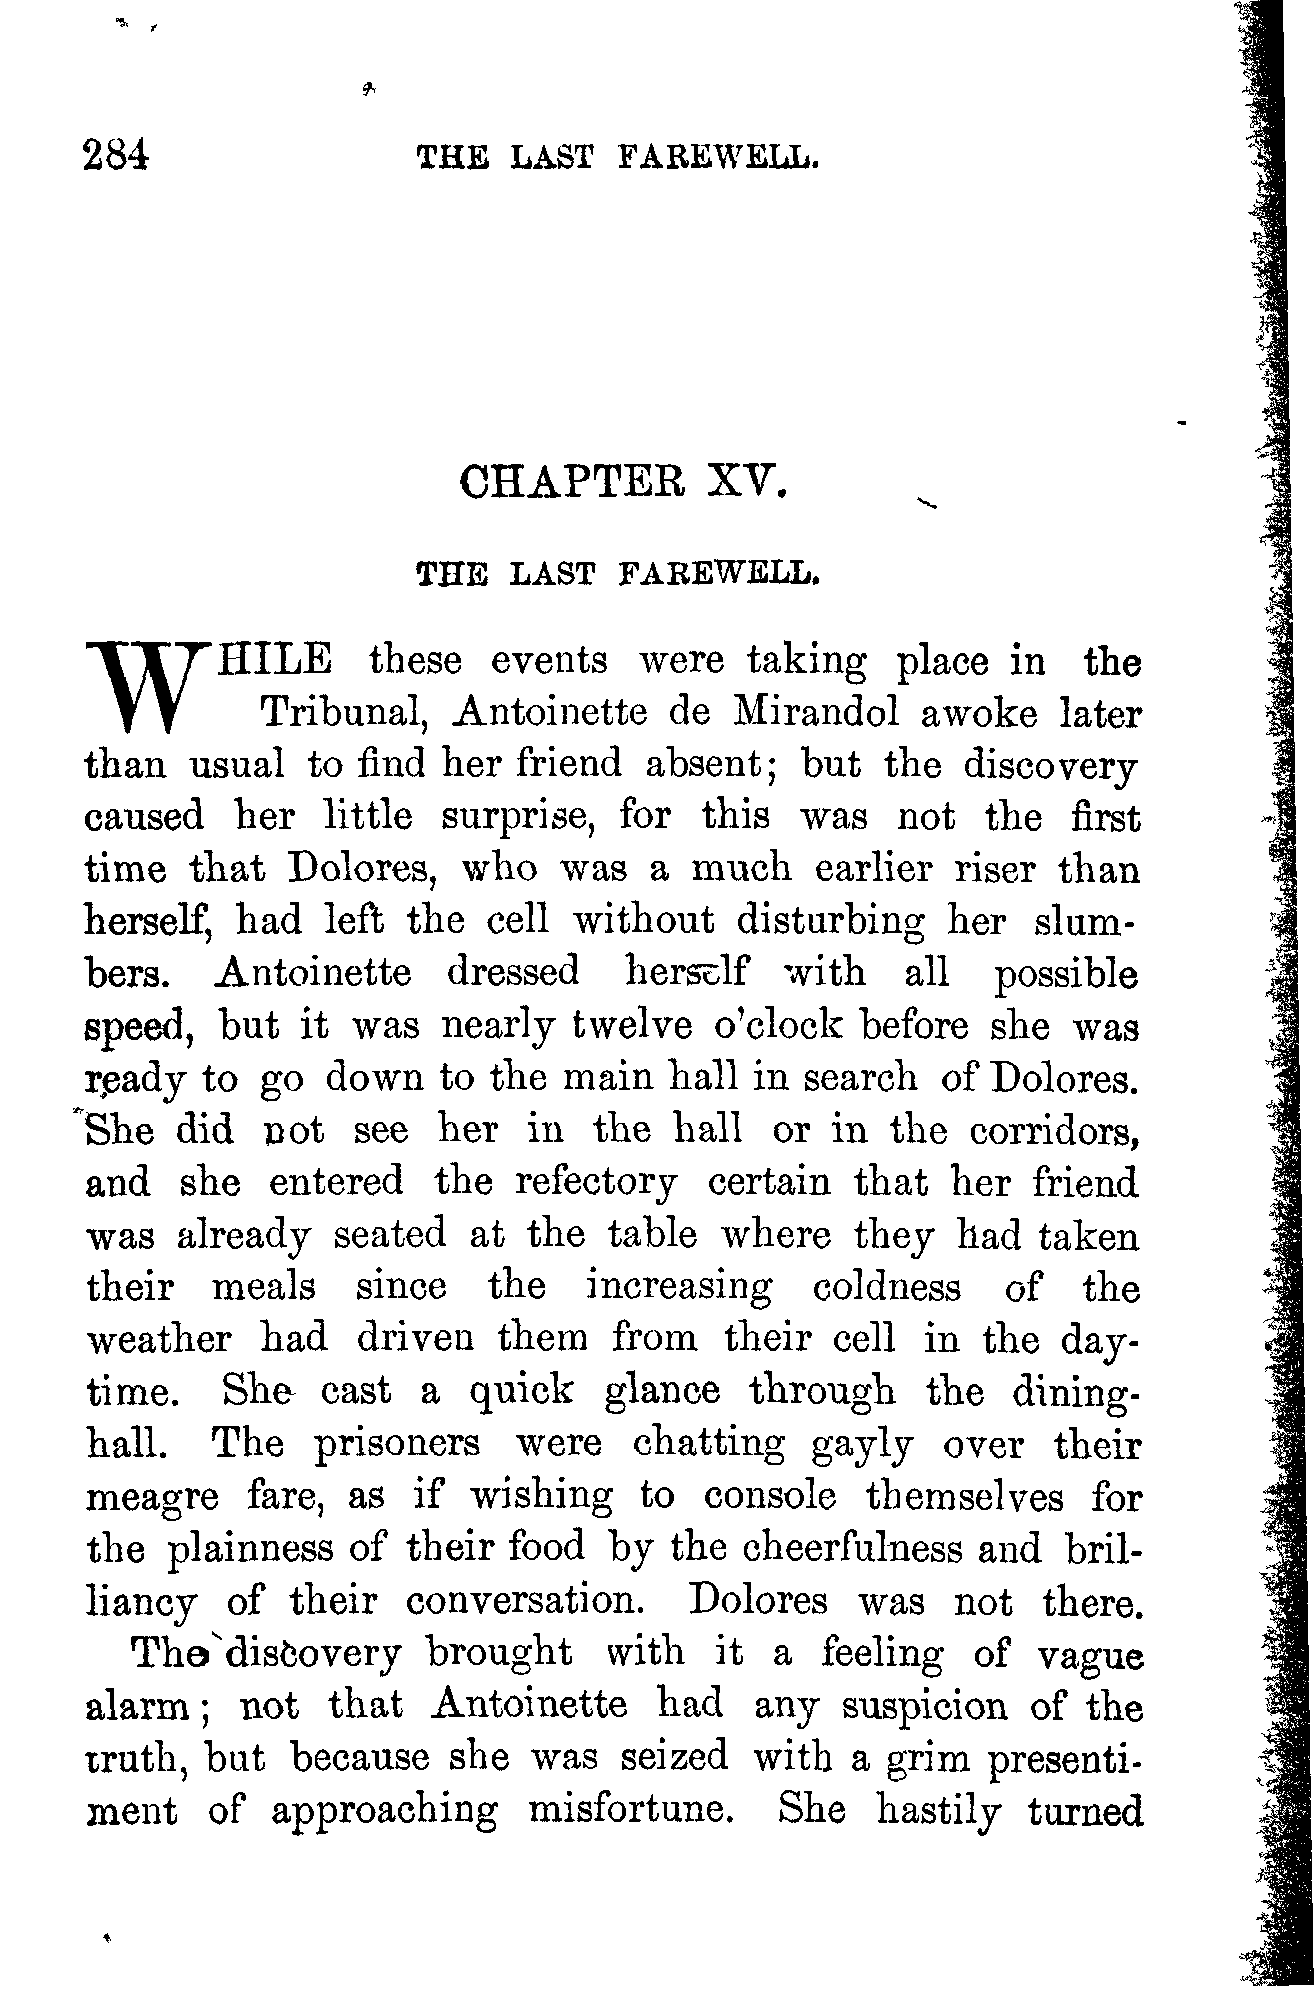 284 THE LAST FAREWELL.
CHAPTER XV.
THE LAST FAREWELL.
WHILE these events were taking place in the
Tribunal, Antoinette de Mirandol awoke later
than usual to find her friend absent; but the discovery
caused her little surprise, for this was not the first
time that Dolores, who was a much earlier riser than
herself, had left the cell without disturbing her slum-
bers. Antoinette dressed herself with all possible
speed, but it was nearly twelve o'clock before she was
ready to go down to the main hall in search of Dolores.
She did not see her in the hall or in the corridors,
and she entered the refectory certain that her friend
was already seated at the table where they had taken
their meals since the increasing coldness of the
weather had driven them from their cell in the day-
time. She cast a quick glance through the dining-
hall. The prisoners were chatting gayly over their
meagre fare, as if wishing to console themselves for
the plainness of their food by the cheerfulness and bril-
liancy of their conversation. Dolores was not there.
The discovery brought with it a feeling of vague
alarm; not that Antoinette had any suspicion of the
truth, but because she was seized with a grim presenti-
ment of approaching misfortune. She hastily turned